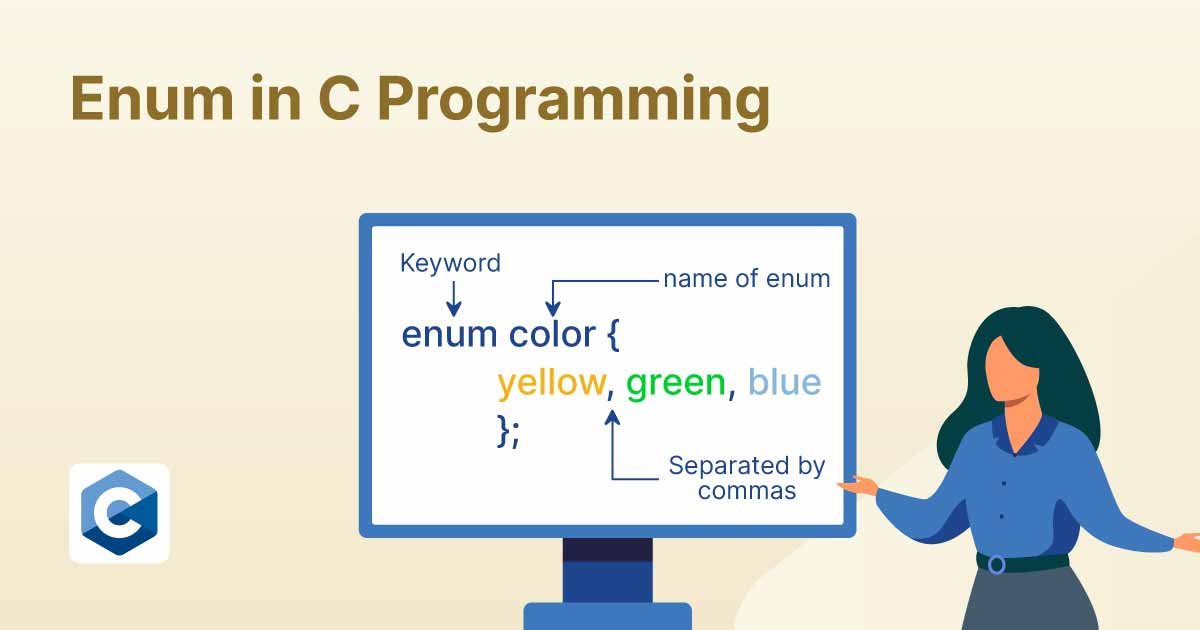 Enum in C Programming
Keyword
name of enum
enum color {
yellow, green, blue
};
Separated by
commas
C